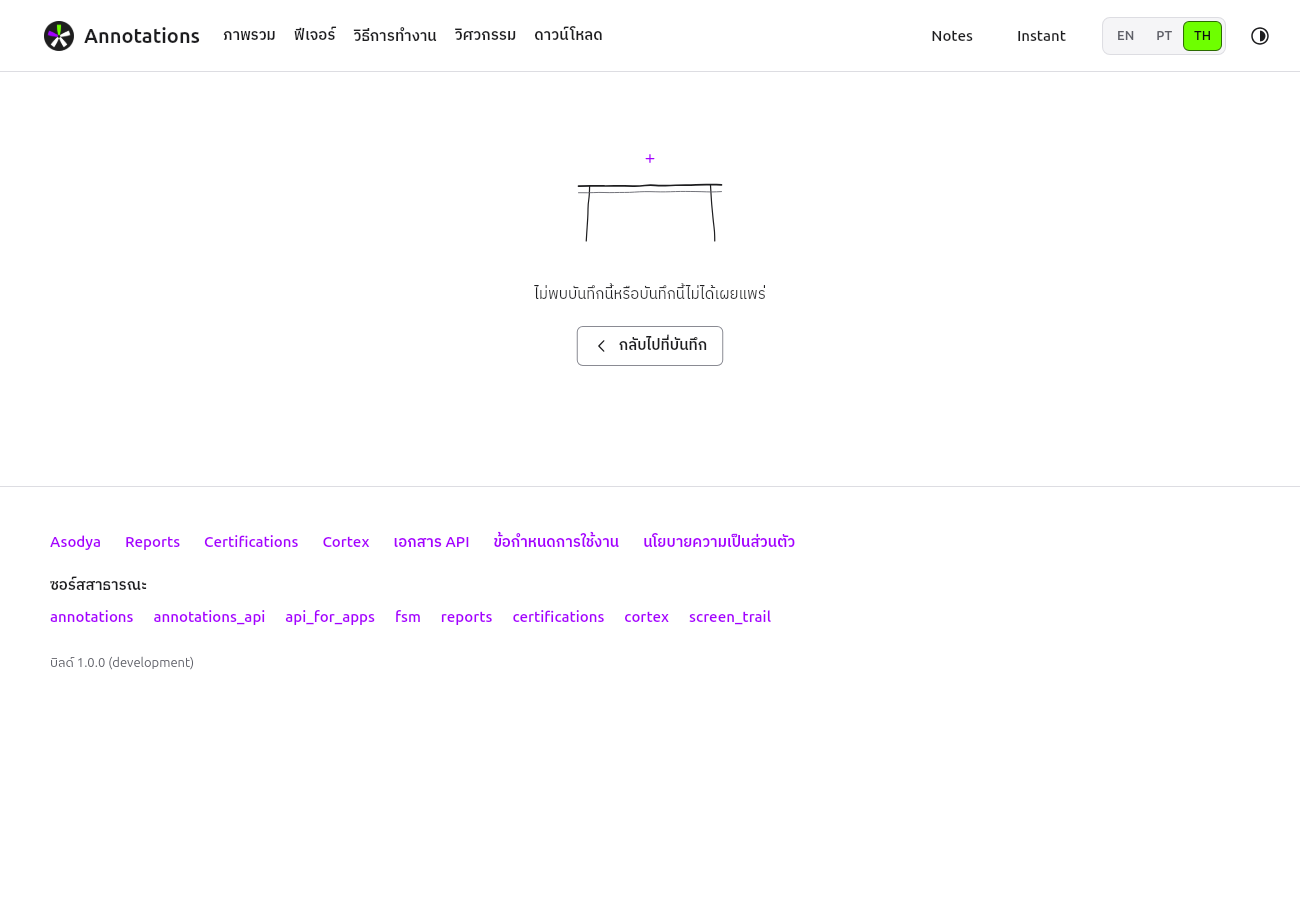 Annotations ภาพรวม ฟีเจอร์ วิธีการทำงาน วิศวกรรม ดาวน์โหลด Notes Instant EN PT TH
ไม่พบบันทึกนี้หรือบันทึกนี้ไม่ได้เผยแพร่
กลับไปที่บันทึก
Asodya Reports Certifications Cortex เอกสาร API ข้อกำหนดการใช้งาน นโยบายความเป็นส่วนตัว
ซอร์สสาธารณะ
annotations annotations_api api_for_apps fsm reports certifications cortex screen_trail
บิลด์ 1.0.0 (development)